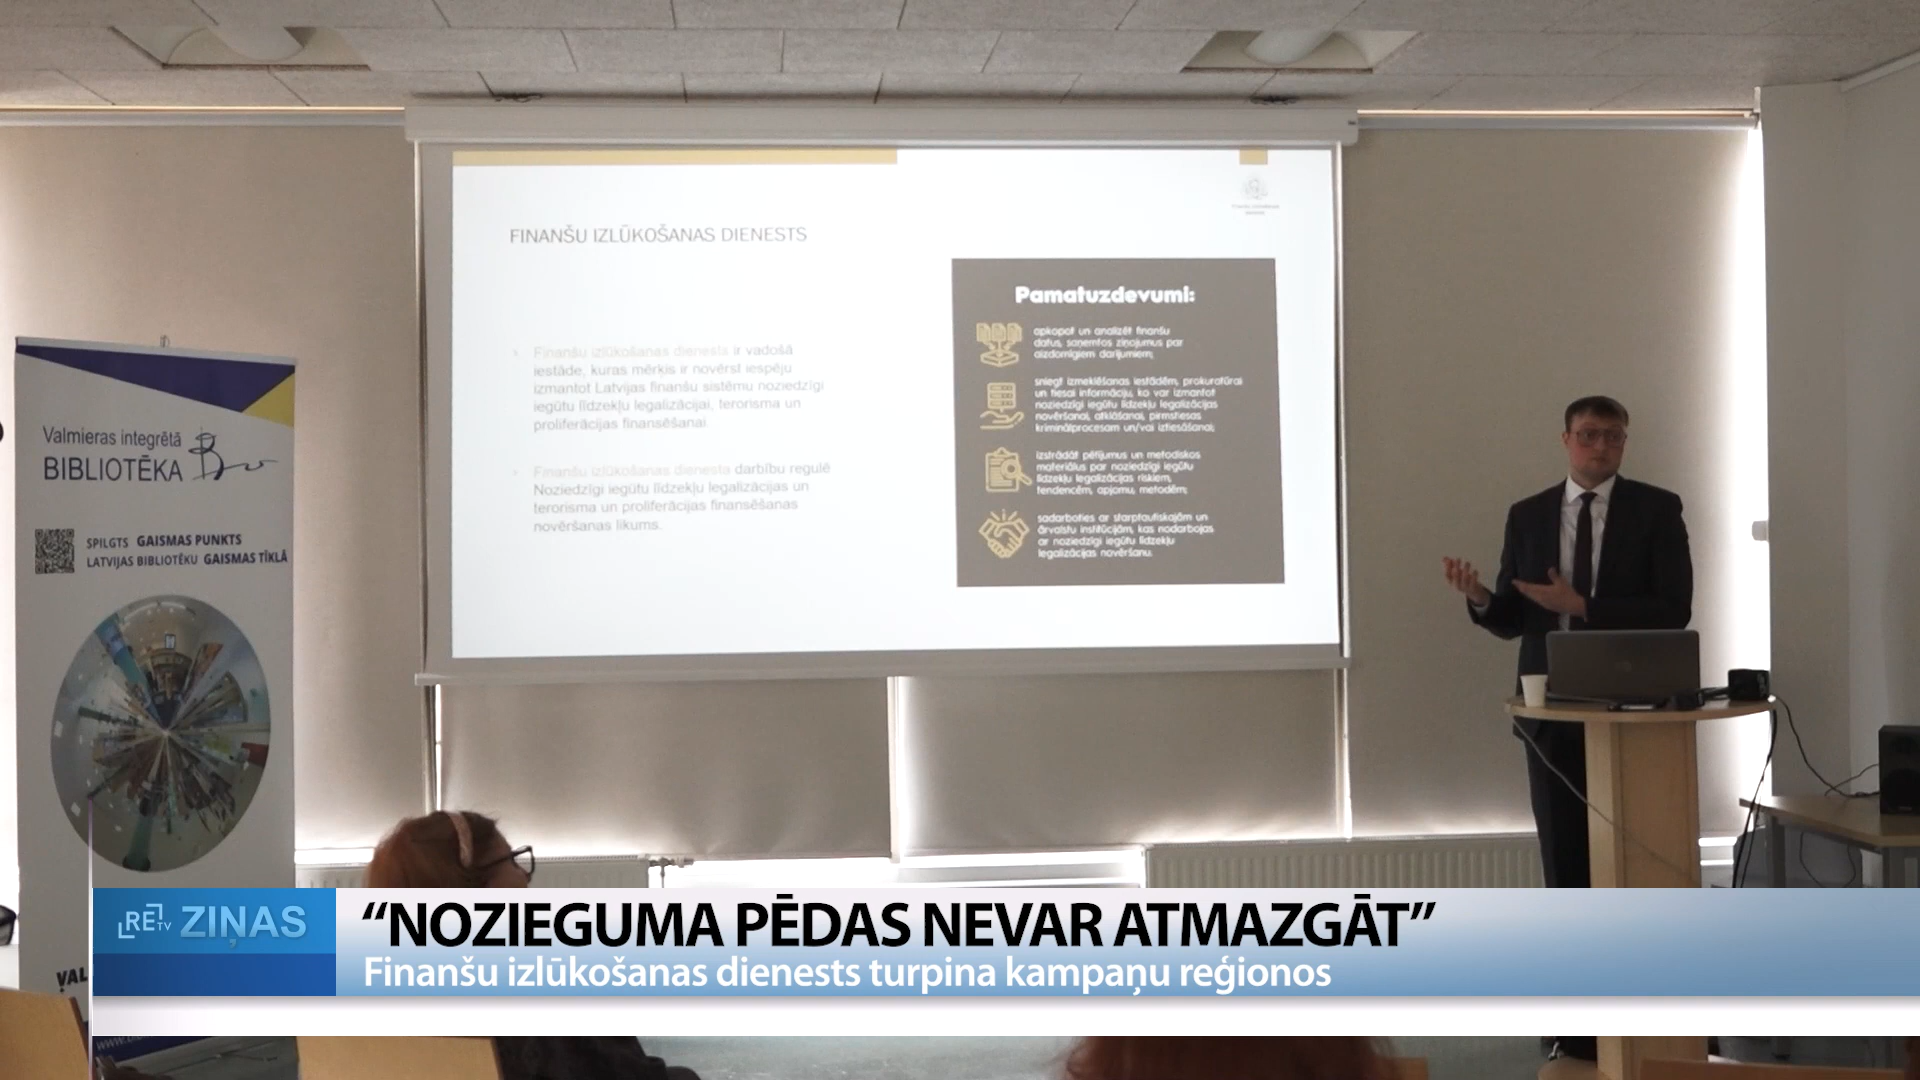 FINANŠU IZLŪKOŠANAS DIENESTS
Finanšu izlūkošanas dienests ir vadošā
iestāde, kuras mērķis ir novērst iespēju
izmantot Latvijas finanšu sistēmu noziedzīgi
iegūtu līdzekļu legalizācijai, terorisma un
proliferācijas finansēšanai.
Finanšu izlūkošanas dienesta darbību regulē
Noziedzīgi iegūtu līdzekļu legalizācijas un
terorisma un proliferācijas finansēšanas
novēršanas likums.
Pamatuzdevumi:
apkopot un analizēt finanšu
datus, saņemtos ziņojumus par
aizdomīgiem darījumiem;
sniegt izmeklēšanas iestādēm, prokuratūrai
un tiesai informāciju, ko var izmantot
noziedzīgi iegūtu līdzekļu legalizācijas
novēršanai, atklāšanai, pirmstiesas
kriminālprocesam un/vai iztiesāšanai;
izstrādāt pētījumus un metodiskos
materiālus par noziedzīgi iegūtu
līdzekļu legalizācijas riskiem,
tendencēm, apjomu, metodēm;
sadarboties ar starptautiskajām un
ārvalstu institūcijām, kas nodarbojas
ar noziedzīgi iegūtu līdzekļu
legalizācijas novēršanu.
Valmieras integrētā
BIBLIOTĒKA
SPILGTS GAISMAS PUNKTS
LATVIJAS BIBLIOTĒKU GAISMAS TĪKLĀ
RE TV ZIŅAS
“NOZIEGUMA PĒDAS NEVAR ATMAZGĀT”
Finanšu izlūkošanas dienests turpina kampaņu reģionos